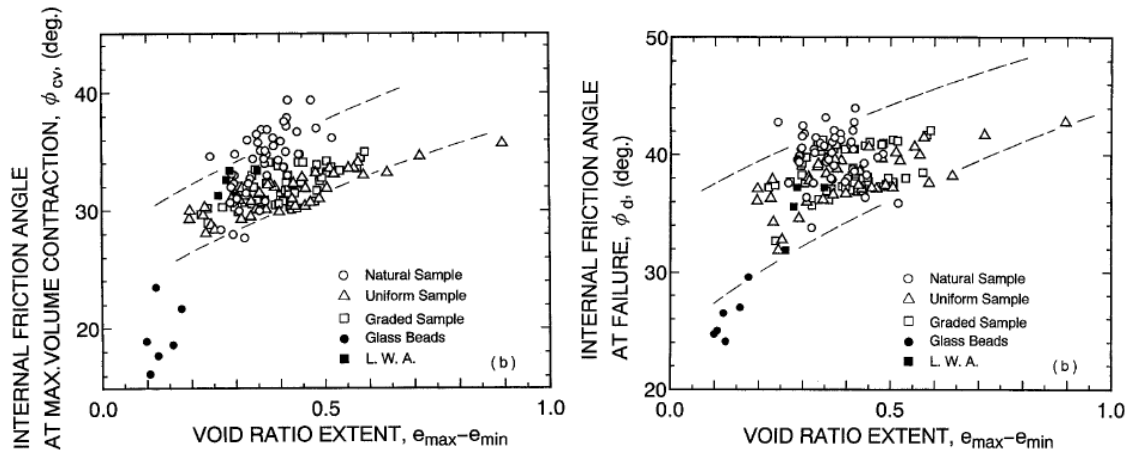 INTERNAL FRICTION ANGLE
AT MAX. VOLUME CONTRACTION, ϕcv, (deg.)
40
30
20
Natural Sample
Uniform Sample
Graded Sample
Glass Beads
L. W. A.
(b)
0.0
0.5
1.0
VOID RATIO EXTENT, emax–emin
INTERNAL FRICTION ANGLE
AT FAILURE, ϕd, (deg.)
50
40
30
20
Natural Sample
Uniform Sample
Graded Sample
Glass Beads
L. W. A.
(b)
0.0
0.5
1.0
VOID RATIO EXTENT, emax–emin